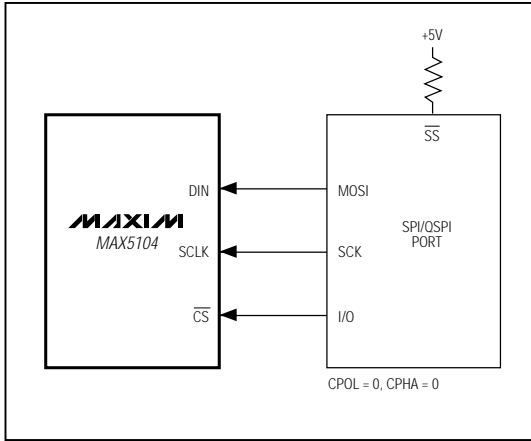 +5V
SS
DIN
MOSI
MAXIM
MAX5104
SPI/QSPI
PORT
SCLK
SCK
CS
I/O
CPOL = 0, CPHA = 0